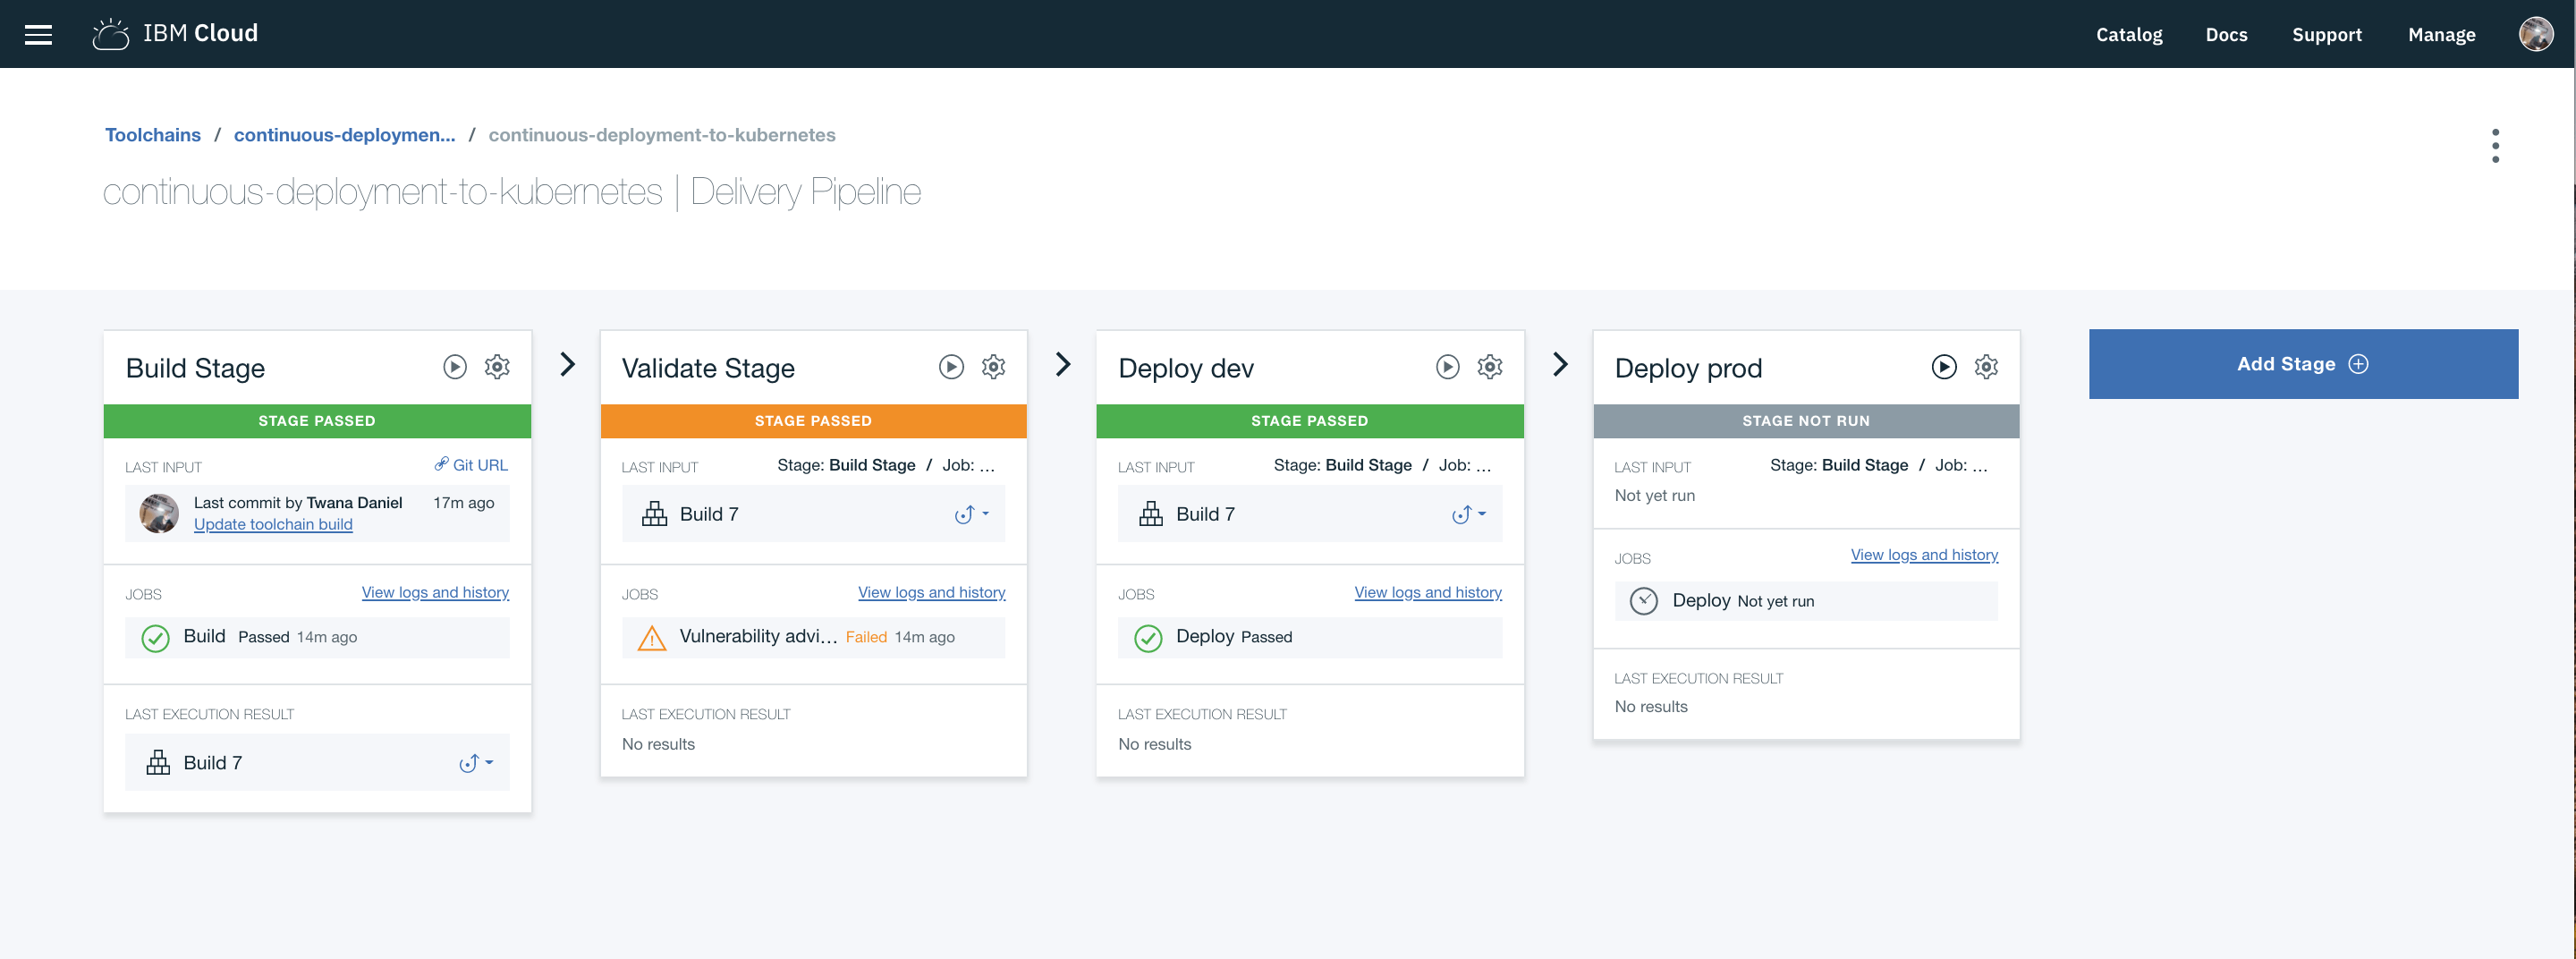 IBM Cloud
Catalog Docs Support Manage
Toolchains / continuous-deploymen... / continuous-deployment-to-kubernetes
continuous-deployment-to-kubernetes | Delivery Pipeline
Build Stage
STAGE PASSED
LAST INPUT Git URL
Last commit by Twana Daniel 17m ago
Update toolchain build
JOBS View logs and history
Build Passed 14m ago
LAST EXECUTION RESULT
Build 7
Validate Stage
STAGE PASSED
LAST INPUT Stage: Build Stage / Job: ...
Build 7
JOBS View logs and history
Vulnerability advi... Failed 14m ago
LAST EXECUTION RESULT
No results
Deploy dev
STAGE PASSED
LAST INPUT Stage: Build Stage / Job: ...
Build 7
JOBS View logs and history
Deploy Passed
LAST EXECUTION RESULT
No results
Deploy prod
STAGE NOT RUN
LAST INPUT Stage: Build Stage / Job: ...
Not yet run
JOBS View logs and history
Deploy Not yet run
LAST EXECUTION RESULT
No results
Add Stage